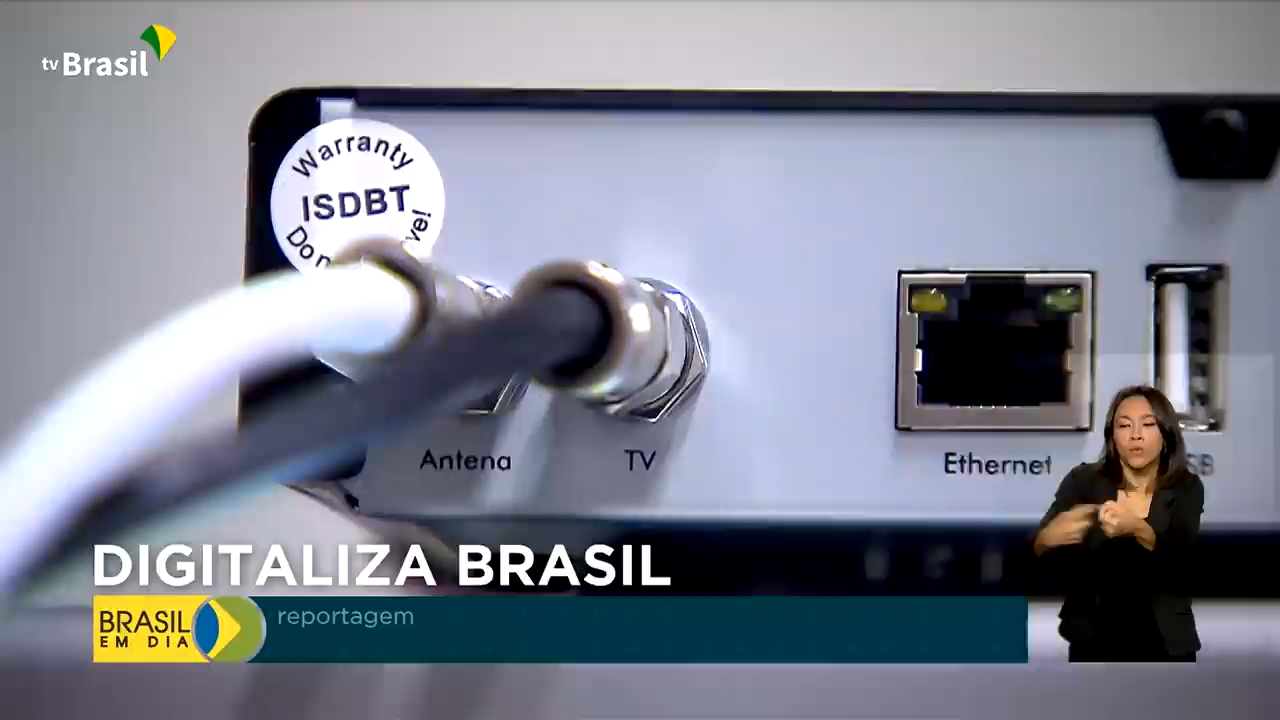 tv Brasil
Warranty
ISDBT
Antena
TV
Ethernet
DIGITALIZA BRASIL
BRASIL
EM DIA
reportagem